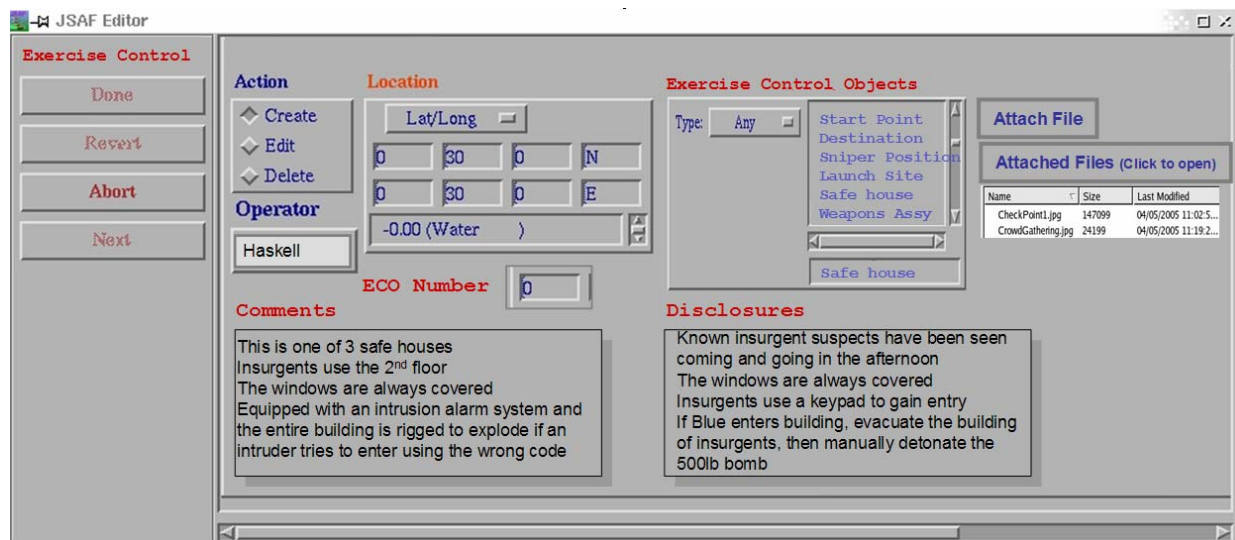 JSAF Editor
Exercise Control
Done
Revert
Abort
Next
Action
Create
Edit
Delete
Operator
Haskell
Location
Lat/Long
0 30 0 N
0 30 0 E
-0.00 (Water )
ECO Number 0
Exercise Control Objects
Type: Any
Start Point
Destination
Sniper Position
Launch Site
Safe house
Weapons Assy
Safe house
Attach File
Attached Files (Click to open)
Name Size Last Modified
CheckPoint1.jpg 147099 04/05/2005 11:02:5...
CrowdGathering.jpg 24199 04/05/2005 11:19:2...
Comments
This is one of 3 safe houses
Insurgents use the 2nd floor
The windows are always covered
Equipped with an intrusion alarm system and
the entire building is rigged to explode if an
intruder tries to enter using the wrong code
Disclosures
Known insurgent suspects have been seen
coming and going in the afternoon
The windows are always covered
Insurgents use a keypad to gain entry
If Blue enters building, evacuate the building
of insurgents, then manually detonate the
500lb bomb